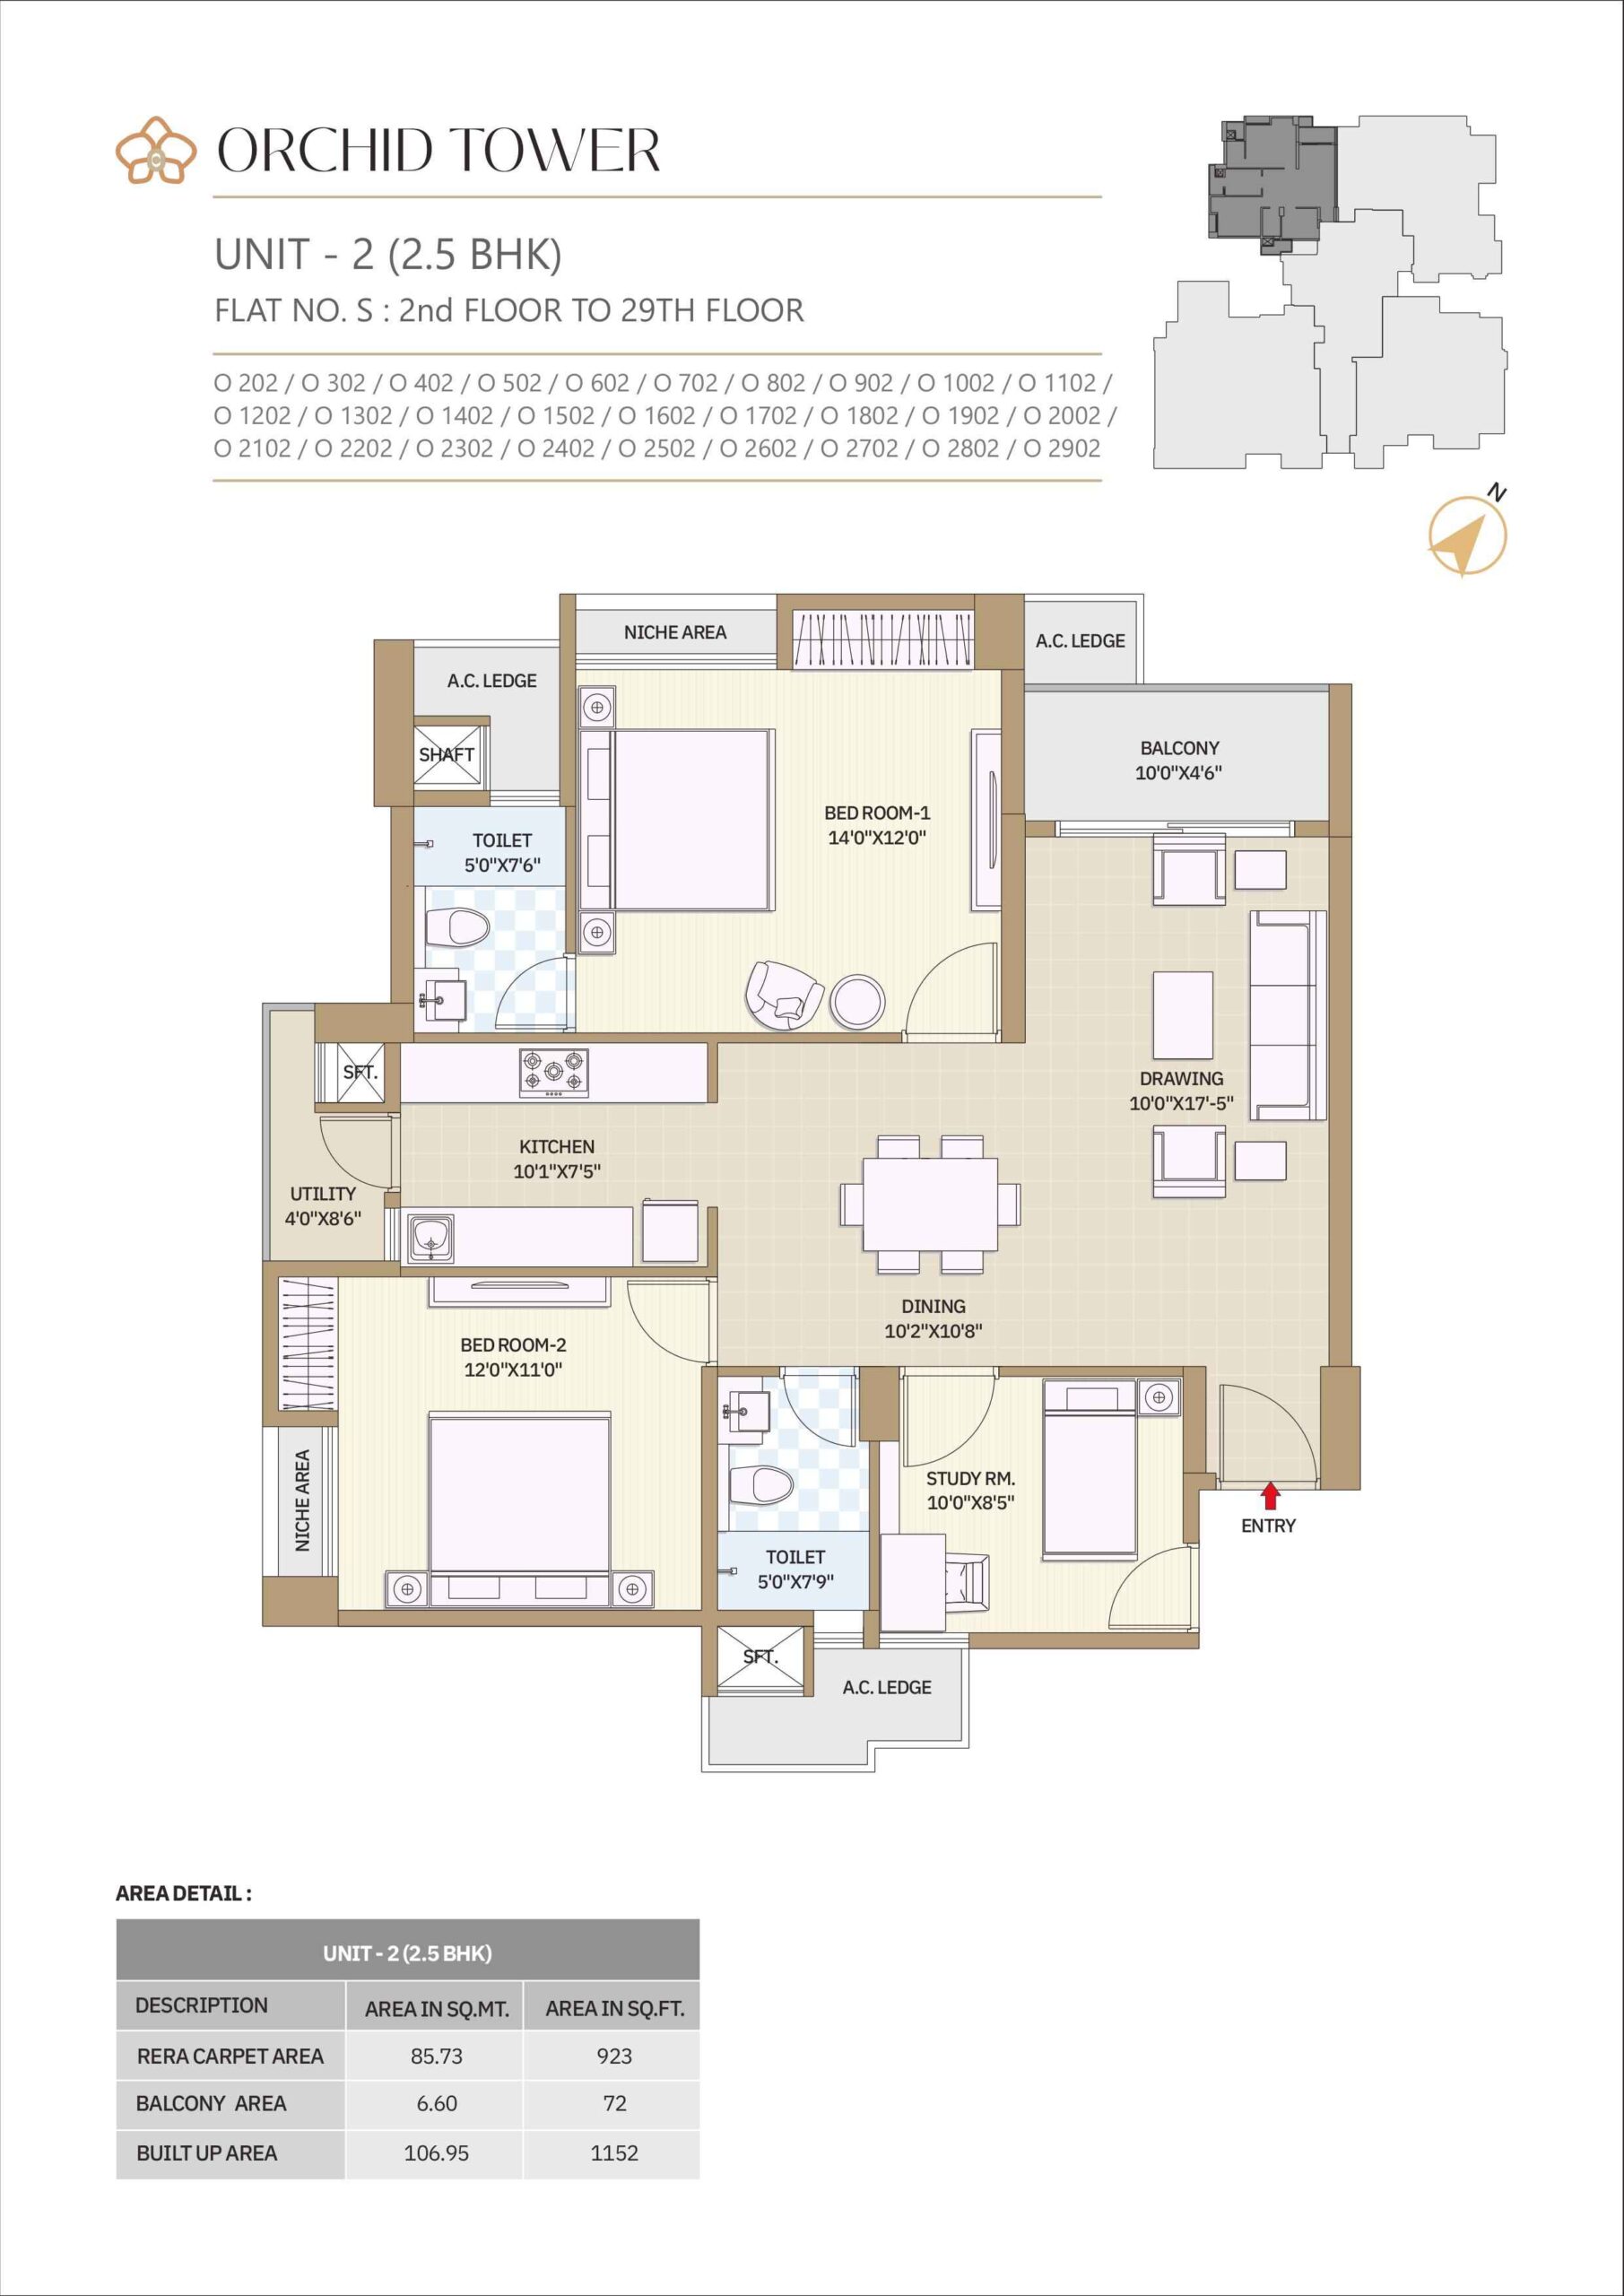 ORCHID TOWER
UNIT - 2 (2.5 BHK)
FLAT NO. S : 2nd FLOOR TO 29TH FLOOR
O 202 / O 302 / O 402 / O 502 / O 602 / O 702 / O 802 / O 902 / O 1002 / O 1102 /
O 1202 / O 1302 / O 1402 / O 1502 / O 1602 / O 1702 / O 1802 / O 1902 / O 2002 /
O 2102 / O 2202 / O 2302 / O 2402 / O 2502 / O 2602 / O 2702 / O 2802 / O 2902
N
NICHE AREA
A.C. LEDGE
A.C. LEDGE
SHAFT
BALCONY
10'0"X4'6"
BED ROOM-1
14'0"X12'0"
TOILET
5'0"X7'6"
SFT.
DRAWING
10'0"X17'-5"
KITCHEN
10'1"X7'5"
UTILITY
4'0"X8'6"
DINING
10'2"X10'8"
BED ROOM-2
12'0"X11'0"
NICHE AREA
STUDY RM.
10'0"X8'5"
ENTRY
TOILET
5'0"X7'9"
SFT.
A.C. LEDGE
AREA DETAIL :
UNIT - 2 (2.5 BHK)
DESCRIPTION AREA IN SQ.MT. AREA IN SQ.FT.
RERA CARPET AREA 85.73 923
BALCONY AREA 6.60 72
BUILT UP AREA 106.95 1152